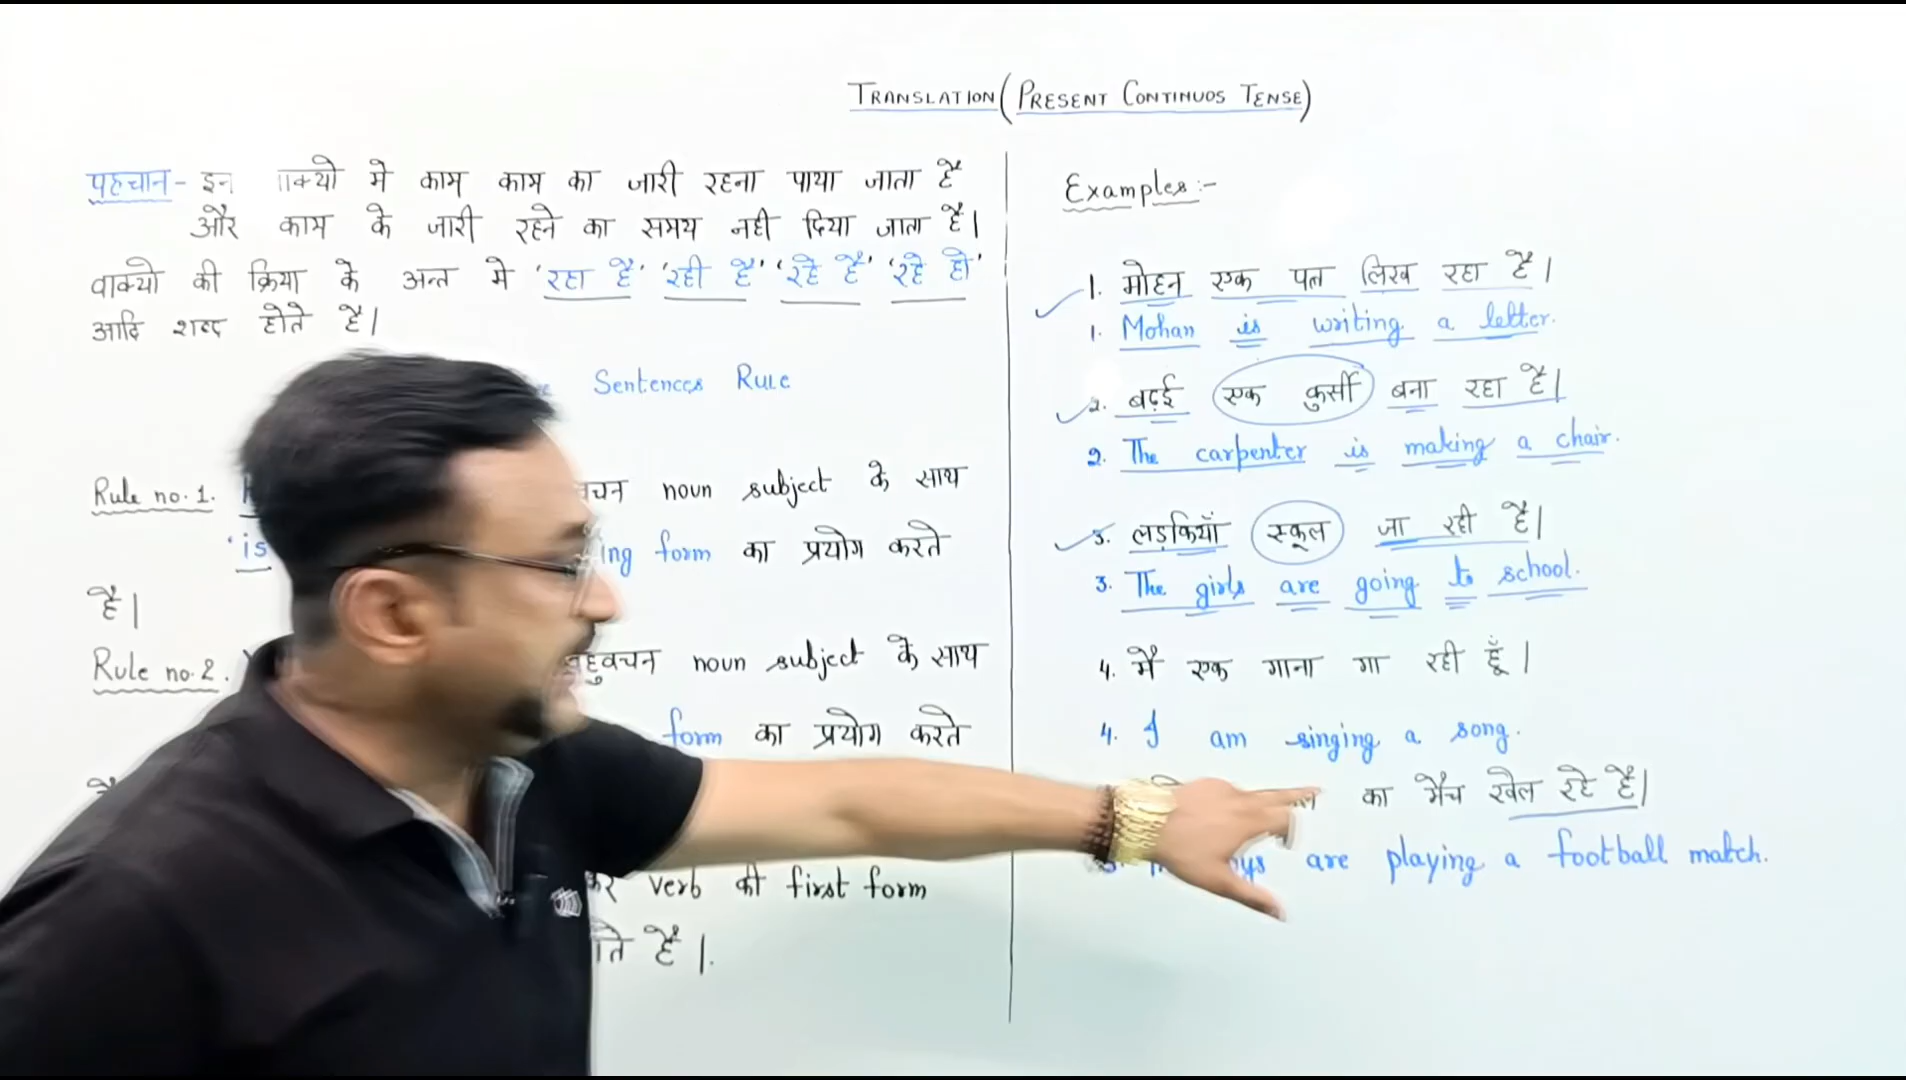 TRANSLATION (PRESENT CONTINUOS TENSE)
पहचान - इन में काम काम का जारी रहना पाया जाता है
और काम के जारी रहने का समय नही दिया जाता है।
वाक्यो की क्रिया के अन्त मे 'रहा है' 'रही है' 'रहे है' 'रहे हो'
आदि शब्द होते है।
Sentences Rule
Rule no. 1. noun subject के साथ
'is ing form का प्रयोग करते
है।
Rule no. 2. बहुवचन noun subject के साथ
form का प्रयोग करते
verb की first form
है।
Examples:-
1. मोहन एक पत्र लिख रहा है।
1. Mohan is writing a letter.
2. बढ़ई एक कुर्सी बना रहा है।
2. The carpenter is making a chair.
3. लड़कियाँ स्कूल जा रही है।
3. The girls are going to school.
4. मै एक गाना गा रही हूँ।
4. I am singing a song.
का मैच खेल रहे है।
are playing a football match.